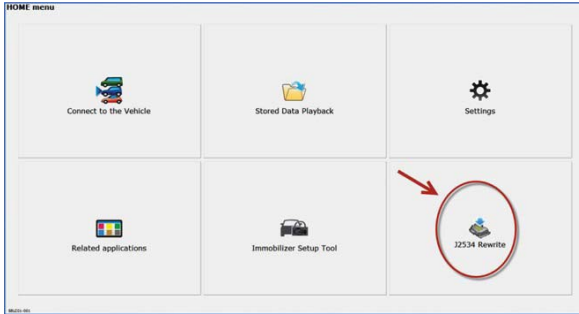 HOME menu
Connect to the Vehicle
Stored Data Playback
Settings
Related applications
Immobilizer Setup Tool
J2534 Rewrite